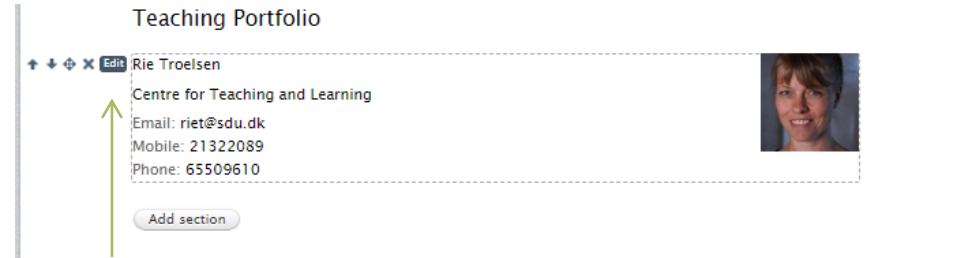 Teaching Portfolio
Edit Rie Troelsen
Centre for Teaching and Learning
Email: riet@sdu.dk
Mobile: 21322089
Phone: 65509610
Add section